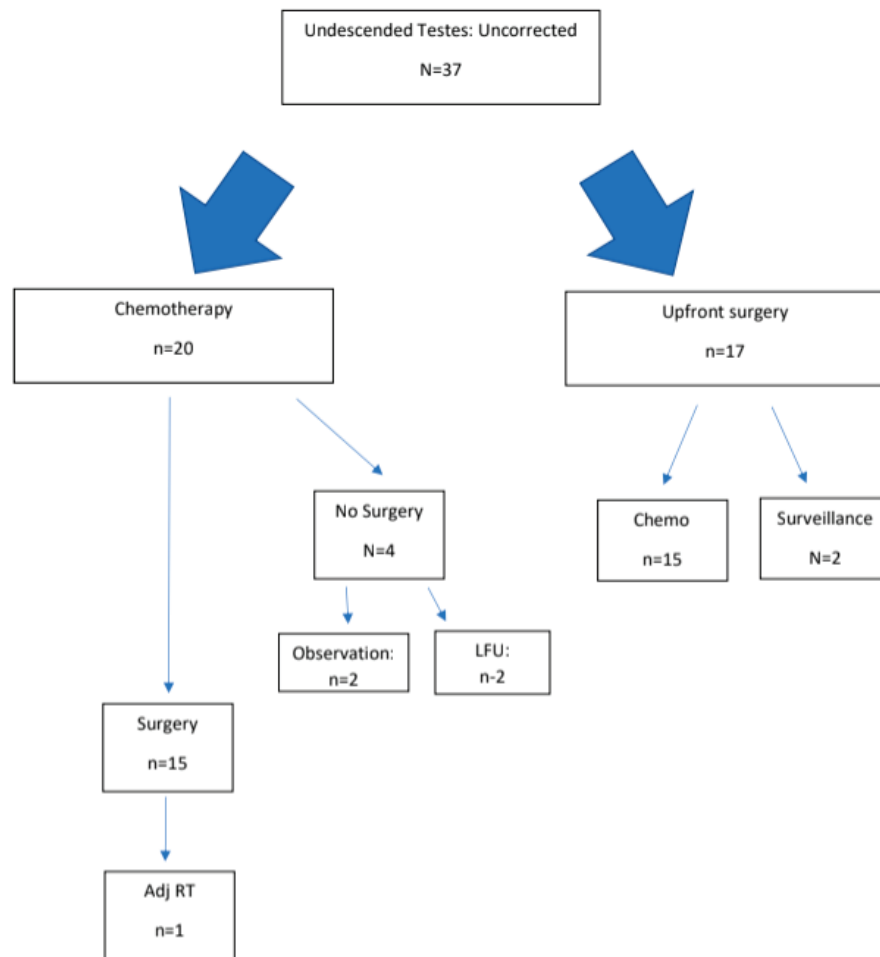 Undescended Testes: Uncorrected
N=37
Chemotherapy
n=20
Upfront surgery
n=17
No Surgery
N=4
Chemo
n=15
Surveillance
N=2
Observation:
n=2
LFU:
n-2
Surgery
n=15
Adj RT
n=1